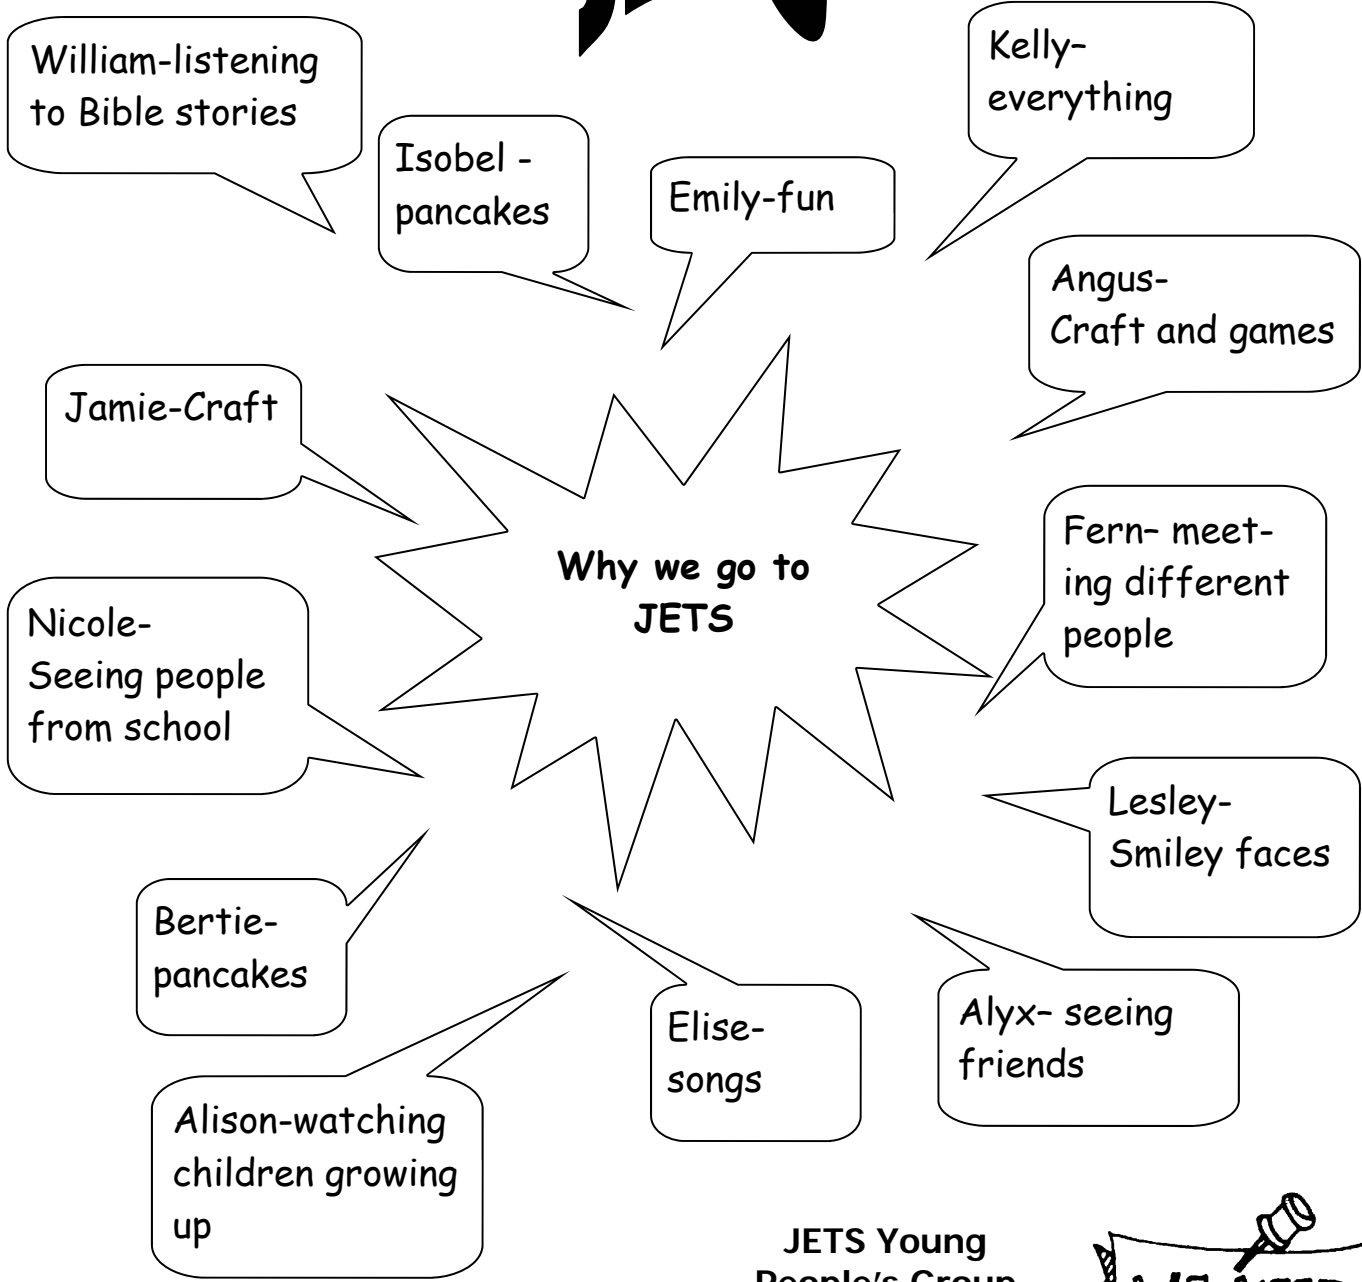 William-listening
to Bible stories
Kelly–
everything
Isobel -
pancakes
Emily-fun
Angus-
Craft and games
Jamie-Craft
Fern– meet-
ing different
people
Why we go to
JETS
Nicole-
Seeing people
from school
Lesley-
Smiley faces
Bertie-
pancakes
Elise-
songs
Alyx– seeing
friends
Alison-watching
children growing
up
JETS Young
People's Group